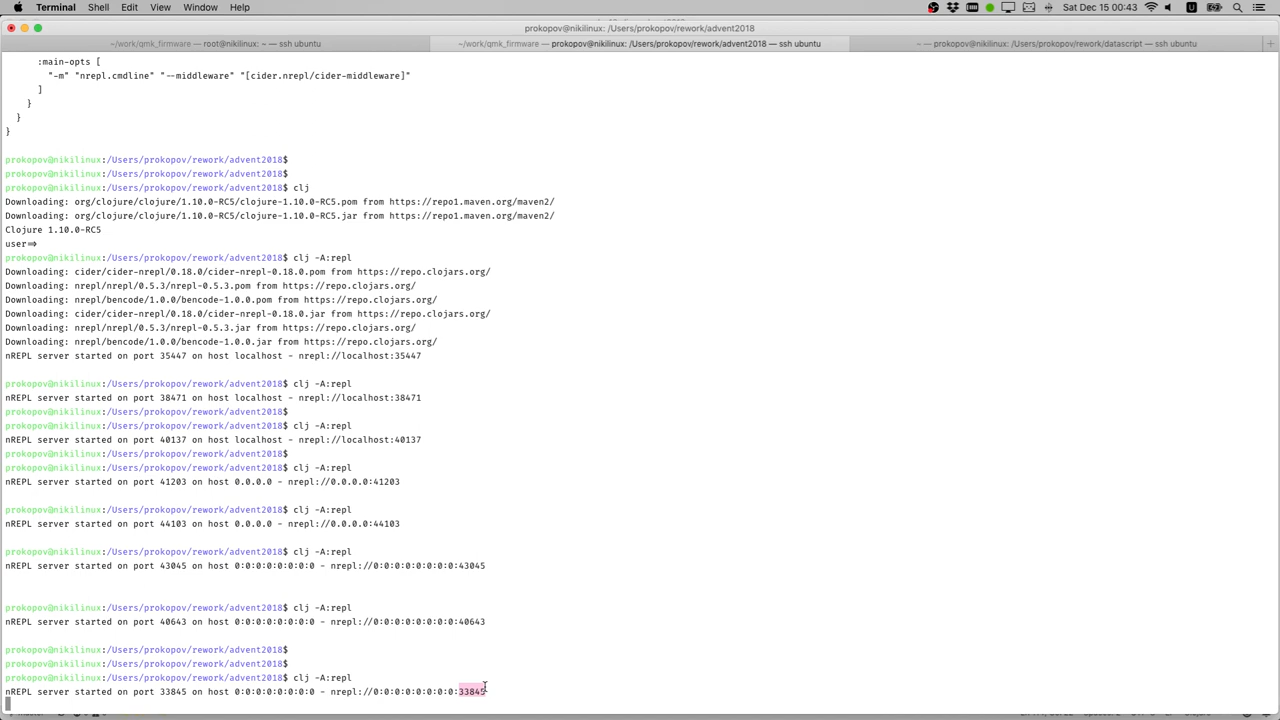 Terminal Shell Edit View Window Help Sat Dec 15 00:43
prokopov@nikilinux: /Users/prokopov/rework/advent2018
~/work/qmk_firmware — root@nikilinux: ~ — ssh ubuntu ~/work/qmk_firmware — prokopov@nikilinux: /Users/prokopov/rework/advent2018 — ssh ubuntu ~ — prokopov@nikilinux: /Users/prokopov/rework/datascript — ssh ubuntu
:main-opts [
"-m" "nrepl.cmdline" "--middleware" "[cider.nrepl/cider-middleware]"
]
}
}
}
prokopov@nikilinux:/Users/prokopov/rework/advent2018$
prokopov@nikilinux:/Users/prokopov/rework/advent2018$
prokopov@nikilinux:/Users/prokopov/rework/advent2018$ clj
Downloading: org/clojure/clojure/1.10.0-RC5/clojure-1.10.0-RC5.pom from https://repo1.maven.org/maven2/
Downloading: org/clojure/clojure/1.10.0-RC5/clojure-1.10.0-RC5.jar from https://repo1.maven.org/maven2/
Clojure 1.10.0-RC5
user=>
prokopov@nikilinux:/Users/prokopov/rework/advent2018$ clj -A:repl
Downloading: cider/cider-nrepl/0.18.0/cider-nrepl-0.18.0.pom from https://repo.clojars.org/
Downloading: nrepl/nrepl/0.5.3/nrepl-0.5.3.pom from https://repo.clojars.org/
Downloading: nrepl/bencode/1.0.0/bencode-1.0.0.pom from https://repo.clojars.org/
Downloading: cider/cider-nrepl/0.18.0/cider-nrepl-0.18.0.jar from https://repo.clojars.org/
Downloading: nrepl/nrepl/0.5.3/nrepl-0.5.3.jar from https://repo.clojars.org/
Downloading: nrepl/bencode/1.0.0/bencode-1.0.0.jar from https://repo.clojars.org/
nREPL server started on port 35447 on host localhost - nrepl://localhost:35447
prokopov@nikilinux:/Users/prokopov/rework/advent2018$ clj -A:repl
nREPL server started on port 38471 on host localhost - nrepl://localhost:38471
prokopov@nikilinux:/Users/prokopov/rework/advent2018$
prokopov@nikilinux:/Users/prokopov/rework/advent2018$ clj -A:repl
nREPL server started on port 40137 on host localhost - nrepl://localhost:40137
prokopov@nikilinux:/Users/prokopov/rework/advent2018$
prokopov@nikilinux:/Users/prokopov/rework/advent2018$ clj -A:repl
nREPL server started on port 41203 on host 0.0.0.0 - nrepl://0.0.0.0:41203
prokopov@nikilinux:/Users/prokopov/rework/advent2018$ clj -A:repl
nREPL server started on port 44103 on host 0.0.0.0 - nrepl://0.0.0.0:44103
prokopov@nikilinux:/Users/prokopov/rework/advent2018$ clj -A:repl
nREPL server started on port 43045 on host 0:0:0:0:0:0:0:0 - nrepl://0:0:0:0:0:0:0:0:43045
prokopov@nikilinux:/Users/prokopov/rework/advent2018$ clj -A:repl
nREPL server started on port 40643 on host 0:0:0:0:0:0:0:0 - nrepl://0:0:0:0:0:0:0:0:40643
prokopov@nikilinux:/Users/prokopov/rework/advent2018$
prokopov@nikilinux:/Users/prokopov/rework/advent2018$
prokopov@nikilinux:/Users/prokopov/rework/advent2018$ clj -A:repl
nREPL server started on port 33845 on host 0:0:0:0:0:0:0:0 - nrepl://0:0:0:0:0:0:0:0:33845